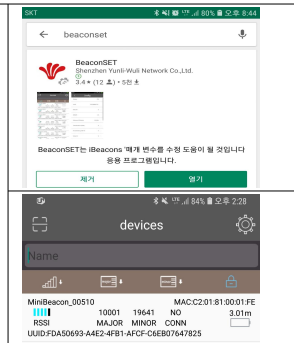 SKT LTE 80% 오후 8:44
beaconset
BeaconSET
Shenzhen Yunli-Wuli Network Co.,Ltd.
3.4★ (12) • 5천
BeaconSET는 iBeacons '매개 변수를 수정 도움이 될 것입니다
응용 프로그램입니다.
제거 열기
LTE 84% 오후 2:28
devices
Name
MiniBeacon_00510 MAC:C2:01:81:00:01:FE
10001 19641 NO 3.01m
RSSI MAJOR MINOR CONN
UUID:FDA50693-A4E2-4FB1-AFCF-C6EB07647825